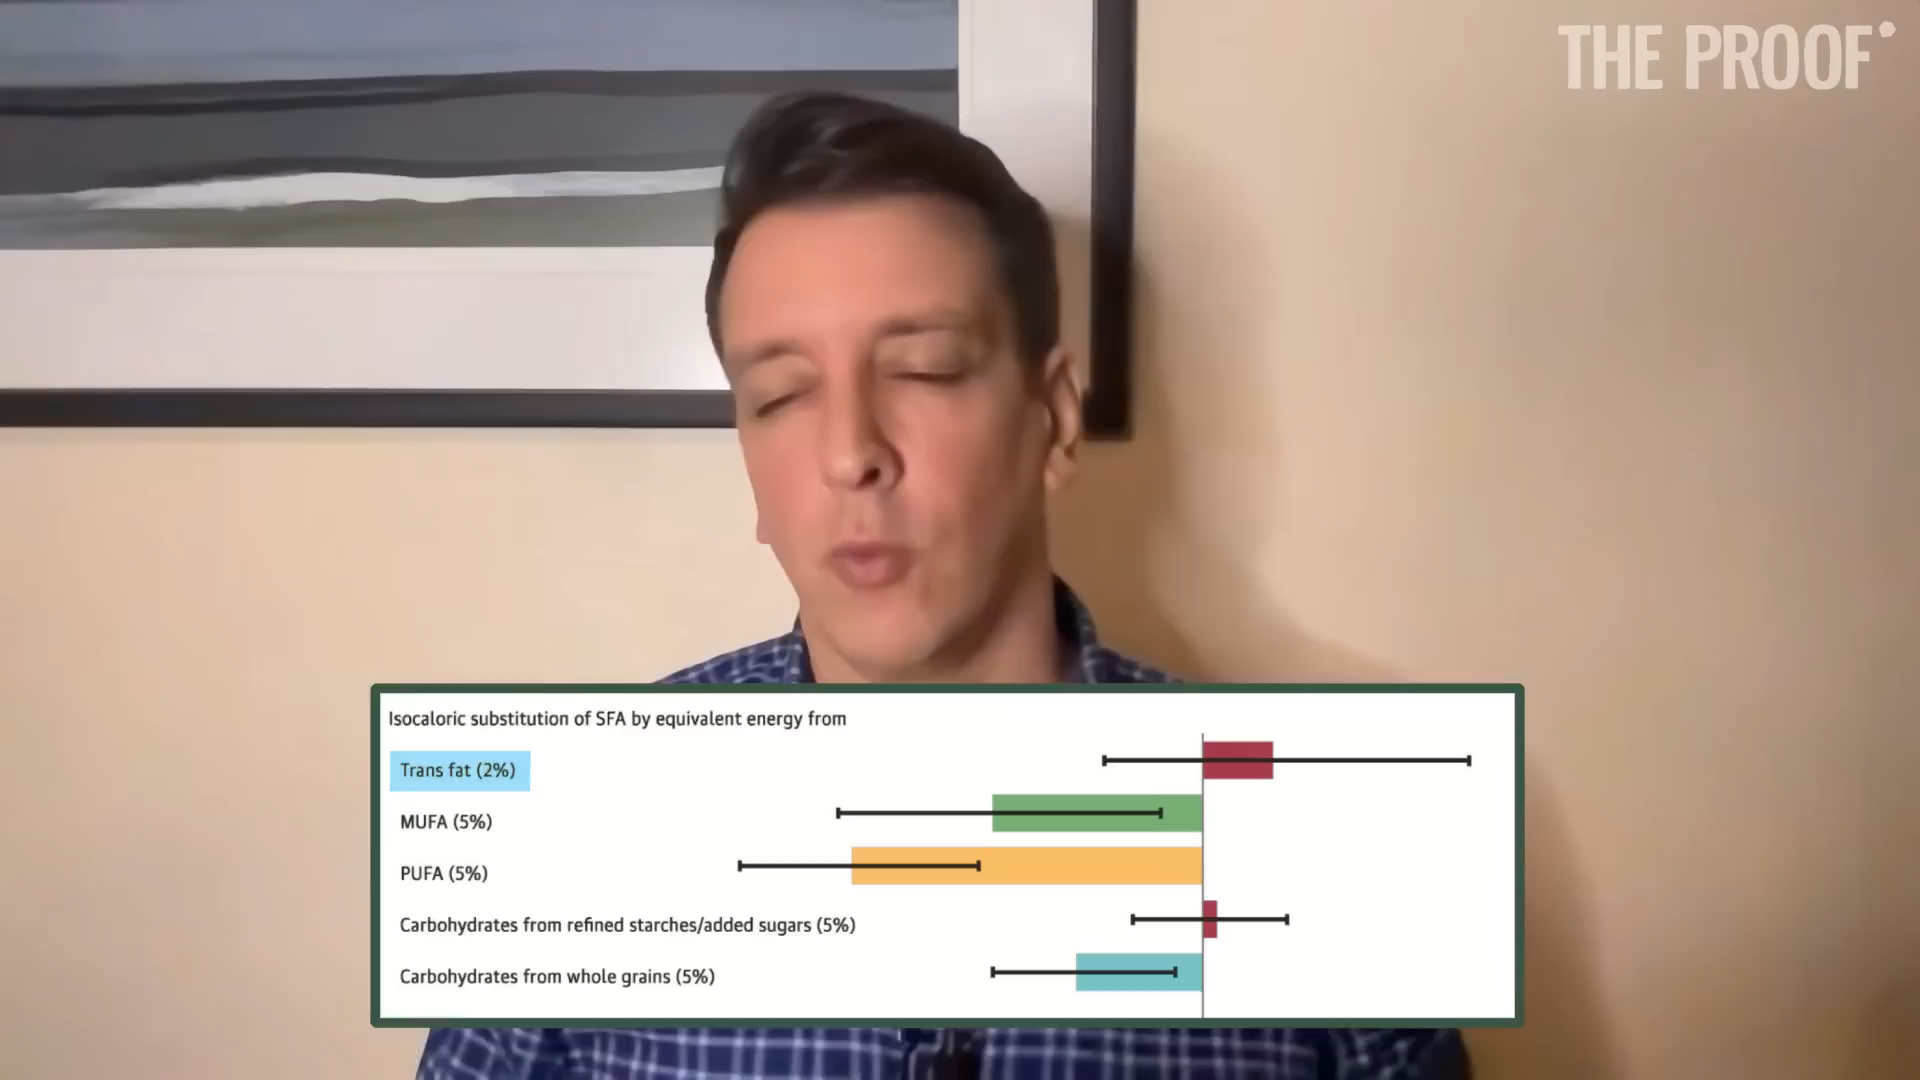 THE PROOF
Isocaloric substitution of SFA by equivalent energy from
Trans fat (2%)
MUFA (5%)
PUFA (5%)
Carbohydrates from refined starches/added sugars (5%)
Carbohydrates from whole grains (5%)